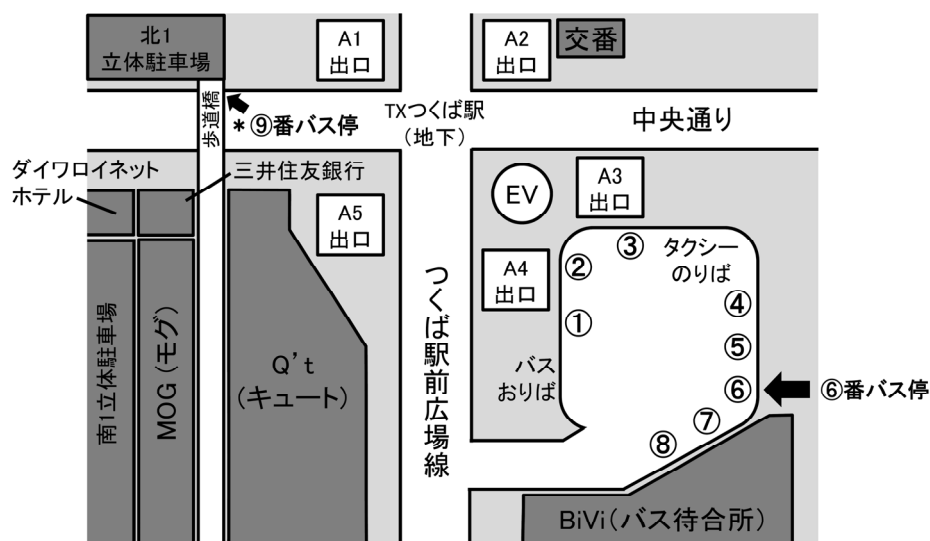 北1
立体駐車場
A1
出口
A2
出口
交番
歩道橋
*⑨番バス停
TXつくば駅
(地下)
中央通り
ダイワロイネット
ホテル
三井住友銀行
A5
出口
EV
A3
出口
A4
出口
②
③
タクシー
のりば
①
④
⑤
⑥
⑥番バス停
⑦
⑧
バス
おりば
つくば駅前広場線
南1立体駐車場
MOG(モグ)
Q't
(キュート)
BiVi(バス待合所)